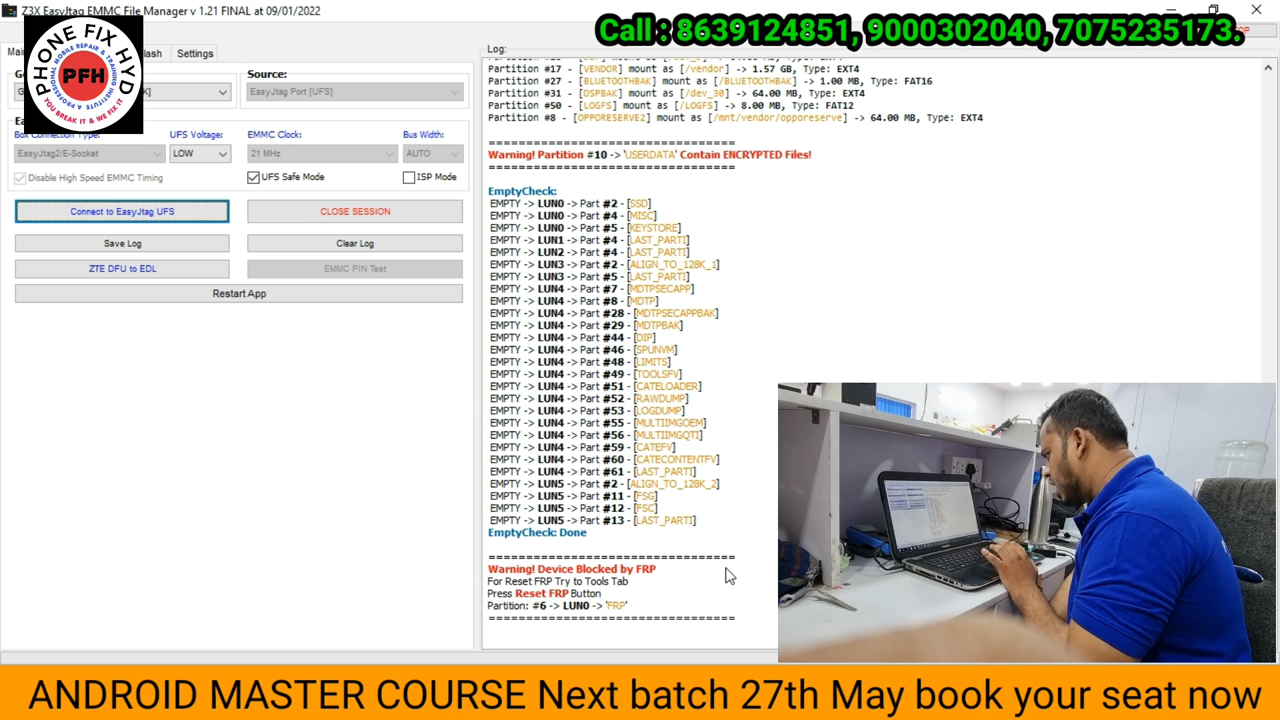 Z3X EasyJtag EMMC File Manager v 1.21 FINAL at 09/01/2022
Call : 8639124851, 9000302040, 7075235173.
PHONE FIX HYD
PFH
A PROFESSIONAL MOBILE REPAIR & TRAINING INSTITUTE
YOU BREAK IT & WE FIX IT
Settings
Source:
EasyJtag Port [UFS]
Box Connection Type:
UFS Voltage:
EMMC Clock:
Bus Width:
EasyJtag2/E-Socket
LOW
21 MHz
AUTO
Disable High Speed EMMC Timing
UFS Safe Mode
ISP Mode
Connect to EasyJtag UFS
CLOSE SESSION
Save Log
Clear Log
ZTE DFU to EDL
EMMC PIN Test
Restart App
Log:
Partition #17 - [VENDOR] mount as [/vendor] -> 1.57 GB, Type: EXT4
Partition #27 - [BLUETOOTHBAK] mount as [/BLUETOOTHBAK] -> 1.00 MB, Type: FAT16
Partition #31 - [DSPBAK] mount as [/dev_30] -> 64.00 MB, Type: EXT4
Partition #50 - [LOGFS] mount as [/LOGFS] -> 8.00 MB, Type: FAT12
Partition #8 - [OPPORESERVE2] mount as [/mnt/vendor/opporeserve] -> 64.00 MB, Type: EXT4
================================
Warning! Partition #10 -> 'USERDATA' Contain ENCRYPTED Files!
================================
EmptyCheck:
EMPTY -> LUN0 -> Part #2 - [SSD]
EMPTY -> LUN0 -> Part #4 - [MISC]
EMPTY -> LUN0 -> Part #5 - [KEYSTORE]
EMPTY -> LUN1 -> Part #4 - [LAST_PARTI]
EMPTY -> LUN2 -> Part #4 - [LAST_PARTI]
EMPTY -> LUN3 -> Part #2 - [ALIGN_TO_128K_1]
EMPTY -> LUN3 -> Part #5 - [LAST_PARTI]
EMPTY -> LUN4 -> Part #7 - [MDTPSECAPP]
EMPTY -> LUN4 -> Part #8 - [MDTP]
EMPTY -> LUN4 -> Part #28 - [MDTPSECAPPBAK]
EMPTY -> LUN4 -> Part #29 - [MDTPBAK]
EMPTY -> LUN4 -> Part #44 - [DIP]
EMPTY -> LUN4 -> Part #46 - [SPUNVM]
EMPTY -> LUN4 -> Part #48 - [LIMITS]
EMPTY -> LUN4 -> Part #49 - [TOOLSFV]
EMPTY -> LUN4 -> Part #51 - [CATELOADER]
EMPTY -> LUN4 -> Part #52 - [RAWDUMP]
EMPTY -> LUN4 -> Part #53 - [LOGDUMP]
EMPTY -> LUN4 -> Part #55 - [MULTIIMGOEM]
EMPTY -> LUN4 -> Part #56 - [MULTIIMGQTI]
EMPTY -> LUN4 -> Part #59 - [CATEFV]
EMPTY -> LUN4 -> Part #60 - [CATECONTENTFV]
EMPTY -> LUN4 -> Part #61 - [LAST_PARTI]
EMPTY -> LUN5 -> Part #2 - [ALIGN_TO_128K_2]
EMPTY -> LUN5 -> Part #11 - [FSG]
EMPTY -> LUN5 -> Part #12 - [FSC]
EMPTY -> LUN5 -> Part #13 - [LAST_PARTI]
EmptyCheck: Done
================================
Warning! Device Blocked by FRP
For Reset FRP Try to Tools Tab
Press Reset FRP Button
Partition: #6 -> LUN0 -> 'FRP'
================================
ANDROID MASTER COURSE Next batch 27th May book your seat now